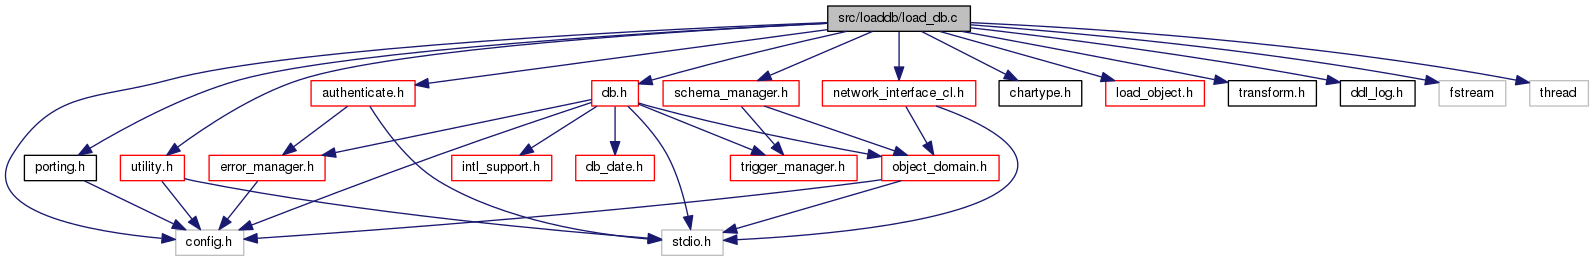 src/loaddb/load_db.c
authenticate.h
db.h
schema_manager.h
network_interface_cl.h
chartype.h
load_object.h
transform.h
ddl_log.h
fstream
thread
porting.h
utility.h
error_manager.h
intl_support.h
db_date.h
trigger_manager.h
object_domain.h
config.h
stdio.h